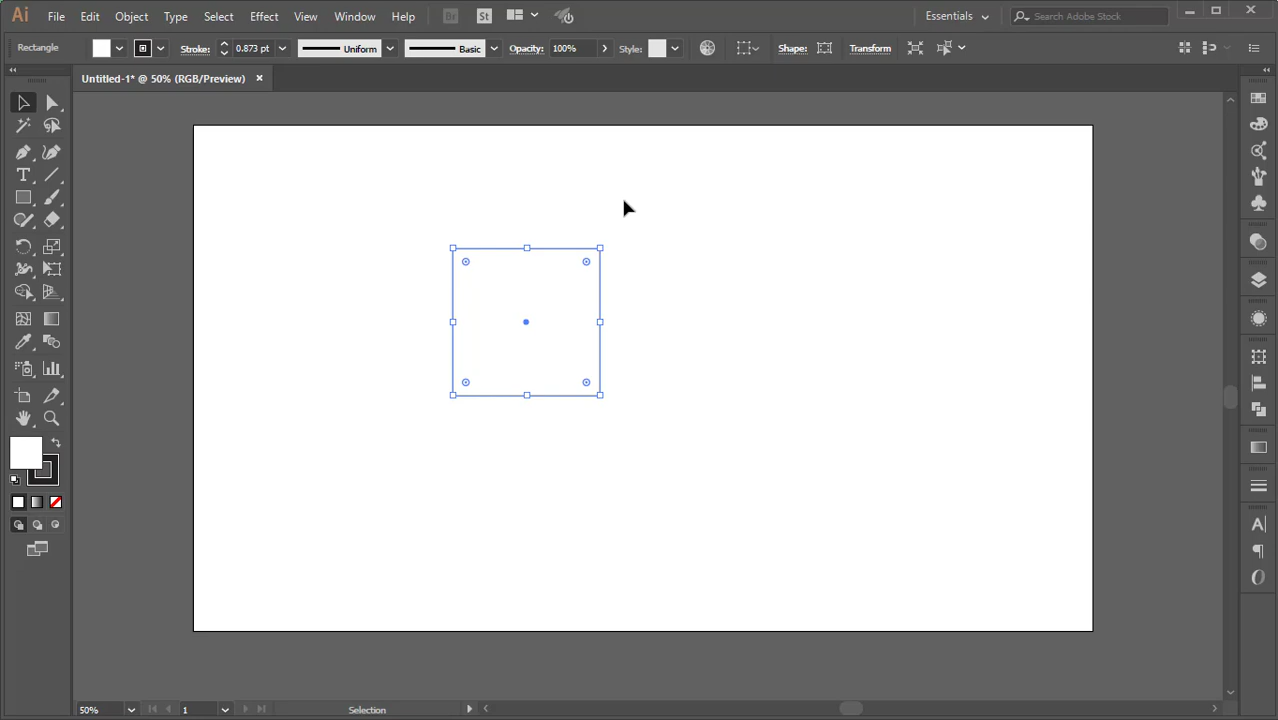 Ai File Edit Object Type Select Effect View Window Help Br St Essentials Search Adobe Stock
Rectangle Stroke: 0.873 pt Uniform Basic Opacity: 100% Style: Shape: Transform
Untitled-1* @ 50% (RGB/Preview) ×
50% 1 Selection